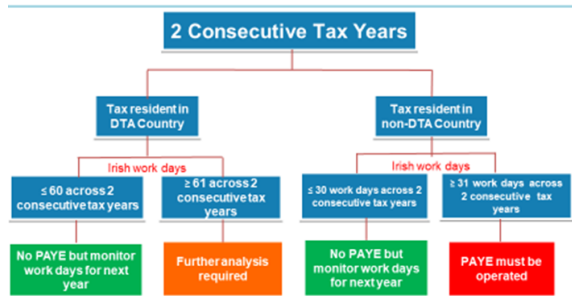 2 Consecutive Tax Years
Tax resident in
DTA Country
Tax resident in
non-DTA Country
Irish work days
Irish work days
≤ 60 across 2
consecutive tax years
≥ 61 across 2
consecutive tax
years
≤ 30 work days across 2
consecutive tax years
≥ 31 work days across
2 consecutive tax
years
No PAYE but monitor
work days for next
year
Further analysis
required
No PAYE but
monitor work days
for next year
PAYE must be
operated